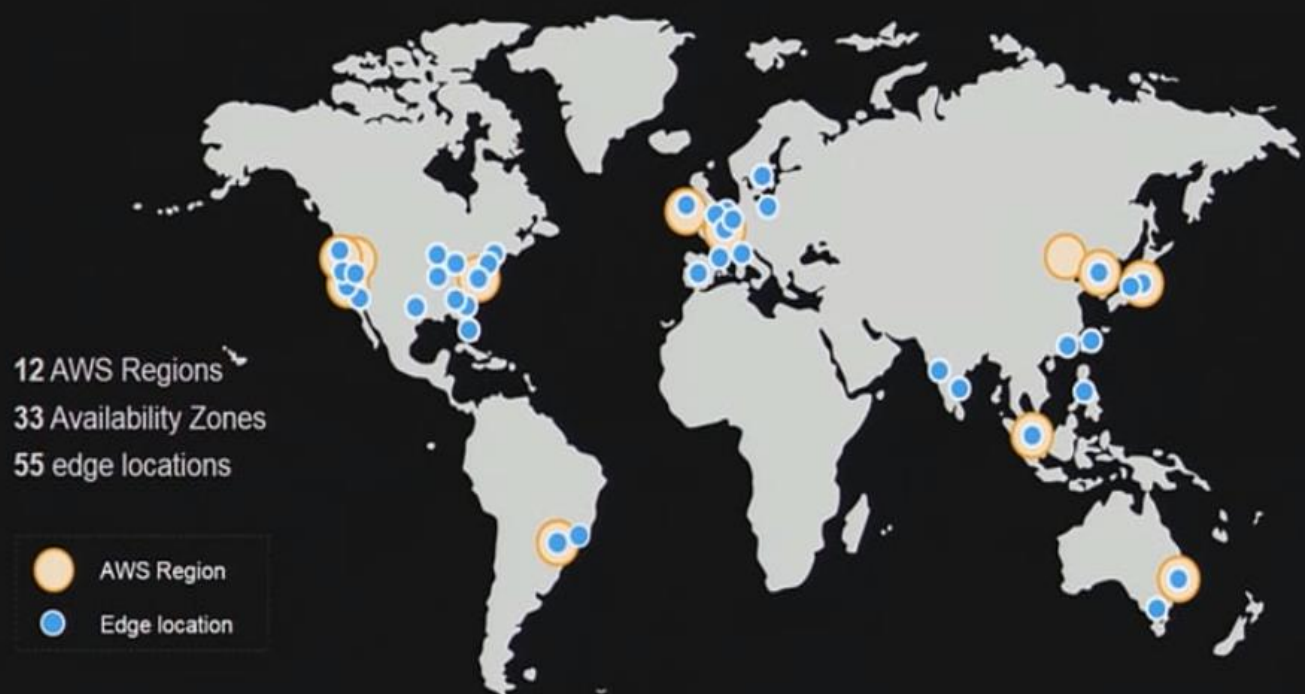 12 AWS Regions
33 Availability Zones
55 edge locations
AWS Region
Edge location